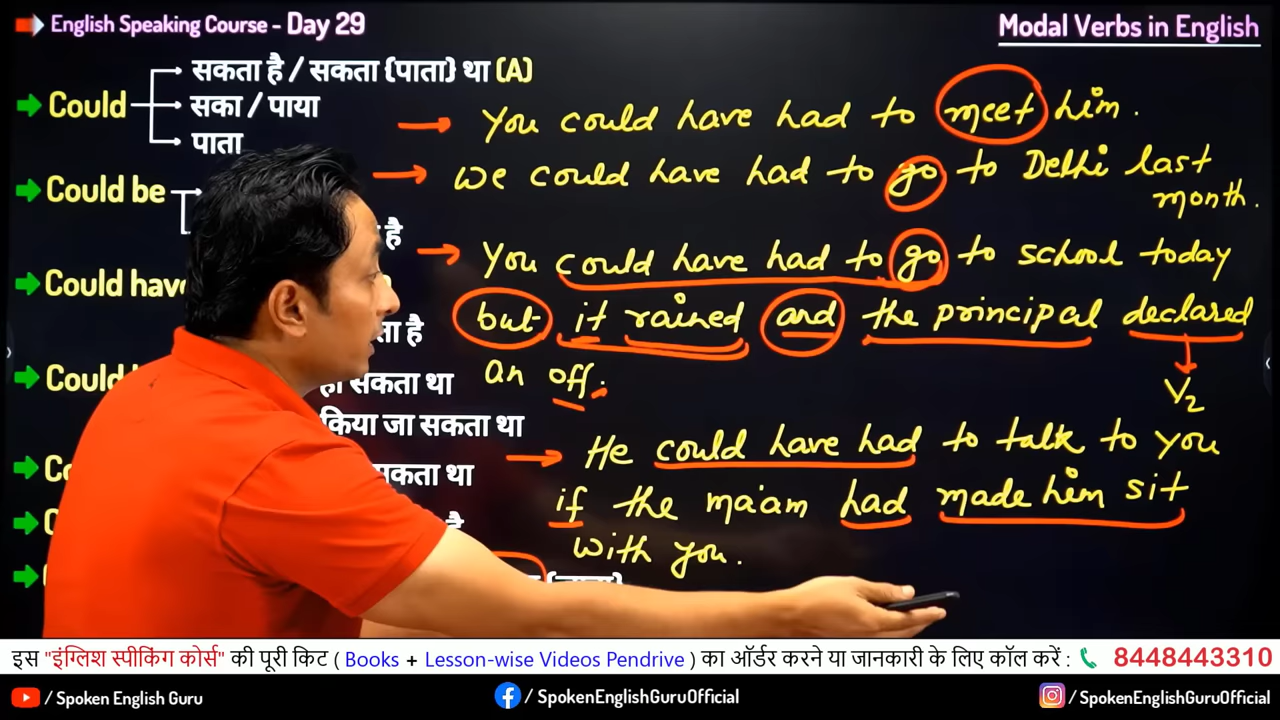 English Speaking Course - Day 29
Modal Verbs in English
Could
सकता है / सकता {पाता} था (A)
सका / पाया
पाता
Could be
है
Could have
ता है
Could
हो सकता था
किया जा सकता था
सकता था
है
→ You could have had to meet him.
→ We could have had to go to Delhi last
month.
→ You could have had to go to school today
but it rained and the principal declared
V2
an off.
→ He could have had to talk to you
if the ma'am had made him sit
with you.
इस "इंग्लिश स्पीकिंग कोर्स" की पूरी किट ( Books + Lesson-wise Videos Pendrive ) का ऑर्डर करने या जानकारी के लिए कॉल करें : 8448443310
/ Spoken English Guru
/ SpokenEnglishGuruOfficial
/ SpokenEnglishGuruOfficial